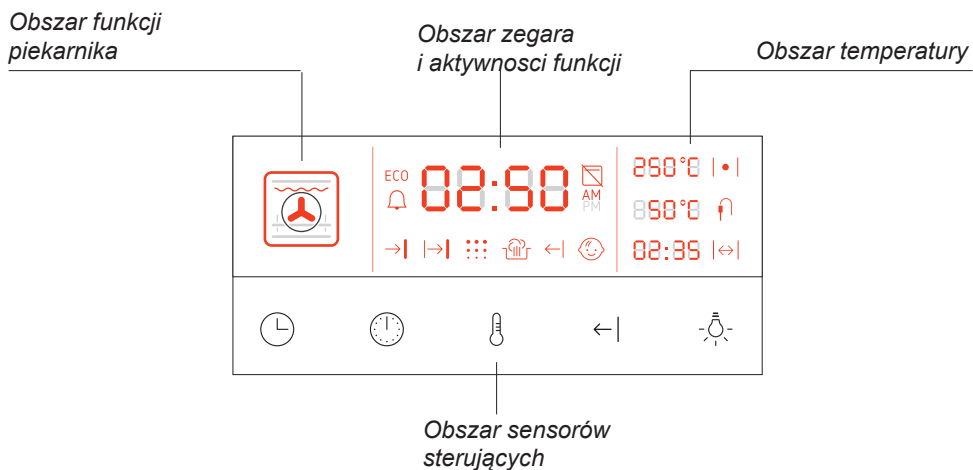 Obszar funkcji
piekarnika
Obszar zegara
i aktywnosci funkcji
Obszar temperatury
ECO
02:50
AM
PM
250°C
50°C
02:35
Obszar sensorów
sterujących